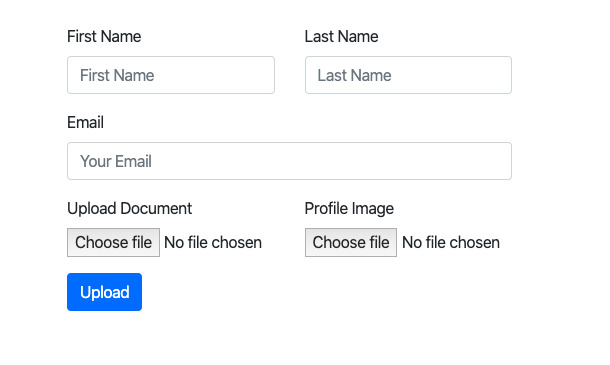 First Name Last Name
First Name Last Name
Email
Your Email
Upload Document Profile Image
Choose file No file chosen Choose file No file chosen
Upload